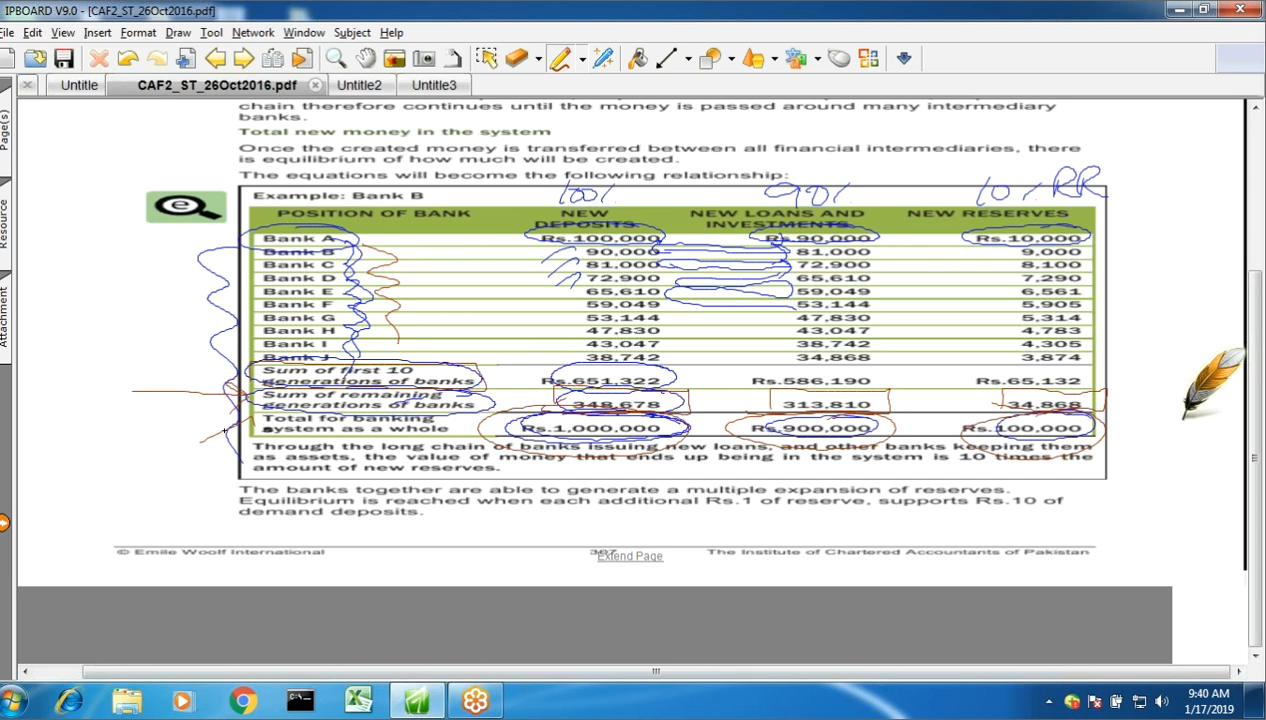 IPBOARD V9.0 - [CAF2_ST_26Oct2016.pdf]
File Edit View Insert Format Draw Tool Network Window Subject Help
Untitle CAF2_ST_26Oct2016.pdf Untitle2 Untitle3
Page(s)
Resource
Attachment
chain therefore continues until the money is passed around many intermediary
banks.
Total new money in the system
Once the created money is transferred between all financial intermediaries, there
is equilibrium of how much will be created.
The equations will become the following relationship:
100% 90% 10% RR
Example: Bank B
POSITION OF BANK NEW DEPOSITS NEW LOANS AND INVESTMENTS NEW RESERVES
Bank A Rs.100,000 Rs.90,000 Rs.10,000
Bank B 90,000 81,000 9,000
Bank C 81,000 72,900 8,100
Bank D 72,900 65,610 7,290
Bank E 65,610 59,049 6,561
Bank F 59,049 53,144 5,905
Bank G 53,144 47,830 5,314
Bank H 47,830 43,047 4,783
Bank I 43,047 38,742 4,305
Bank J 38,742 34,868 3,874
Sum of first 10
generations of banks Rs.651,322 Rs.586,190 Rs.65,132
Sum of remaining
generations of banks 348,678 313,810 34,868
Total for banking
system as a whole Rs.1,000,000 Rs.900,000 Rs.100,000
Through the long chain of banks issuing new loans, and other banks keeping them
as assets, the value of money that ends up being in the system is 10 times the
amount of new reserves.
The banks together are able to generate a multiple expansion of reserves.
Equilibrium is reached when each additional Rs.1 of reserve, supports Rs.10 of
demand deposits.
© Emile Woolf International The Institute of Chartered Accountants of Pakistan
Extend Page
9:40 AM
1/17/2019